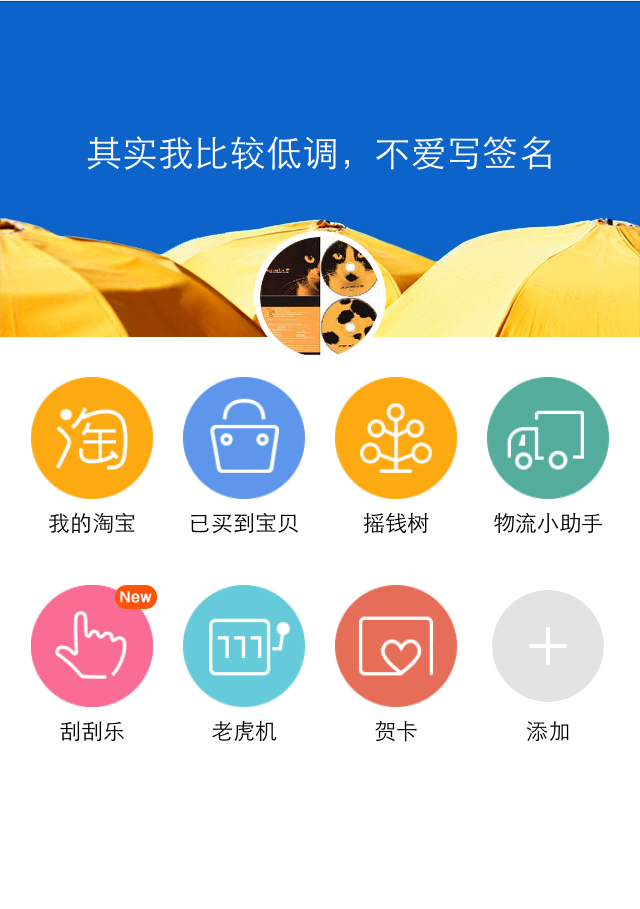 其实我比较低调，不爱写签名
淘
我的淘宝
已买到宝贝
摇钱树
物流小助手
New
刮刮乐
111
老虎机
贺卡
添加